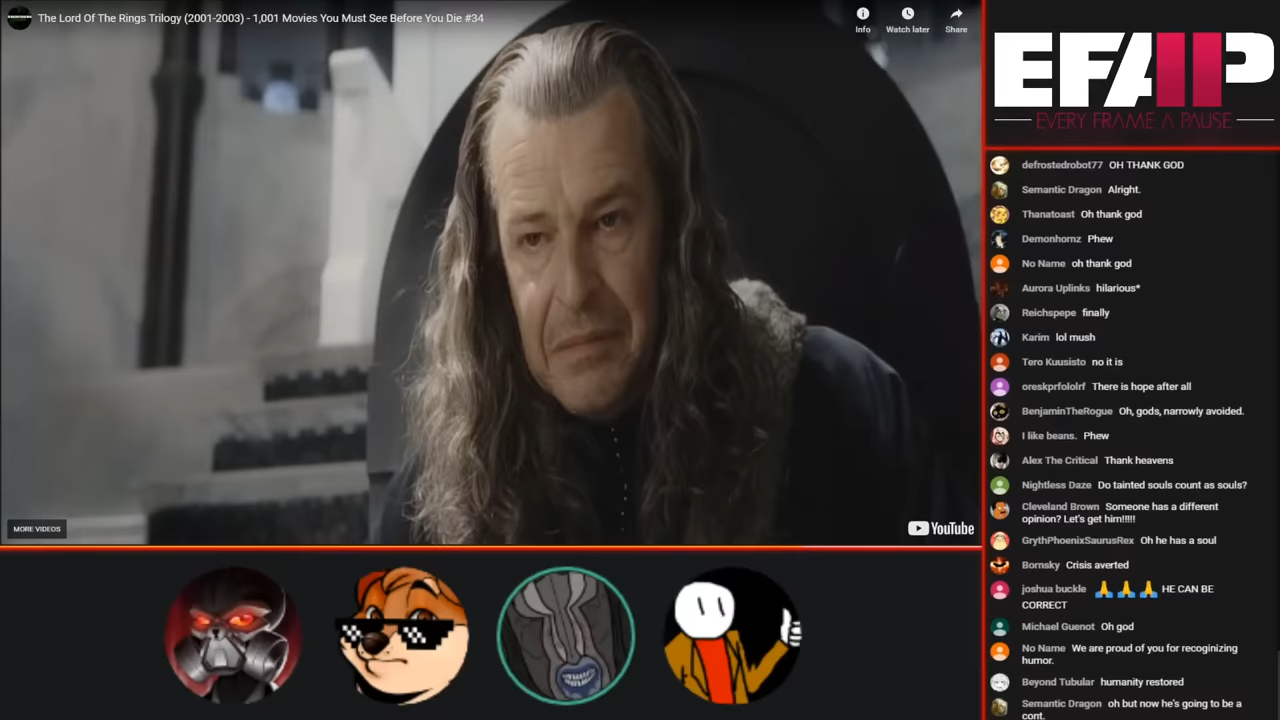 The Lord Of The Rings Trilogy (2001-2003) - 1,001 Movies You Must See Before You Die #34
Info
Watch later
Share
MORE VIDEOS
YouTube
EFAP
EVERY FRAME A PAUSE
defrostedrobot77 OH THANK GOD
Semantic Dragon Alright.
Thanatoast Oh thank god
Demonhornz Phew
No Name oh thank god
Aurora Uplinks hilarious*
Reichspepe finally
Karim lol mush
Tero Kuusisto no it is
oreskprfololrf There is hope after all
BenjaminTheRogue Oh, gods, narrowly avoided.
I like beans. Phew
Alex The Critical Thank heavens
Nightless Daze Do tainted souls count as souls?
Cleveland Brown Someone has a different
opinion? Let's get him!!!!!
GrythPhoenixSaurusRex Oh he has a soul
Bornsky Crisis averted
joshua buckle 🙏 🙏 🙏 HE CAN BE
CORRECT
Michael Guenot Oh god
No Name We are proud of you for recoginizing
humor.
Beyond Tubular humanity restored
Semantic Dragon oh but now he's going to be a
cont.